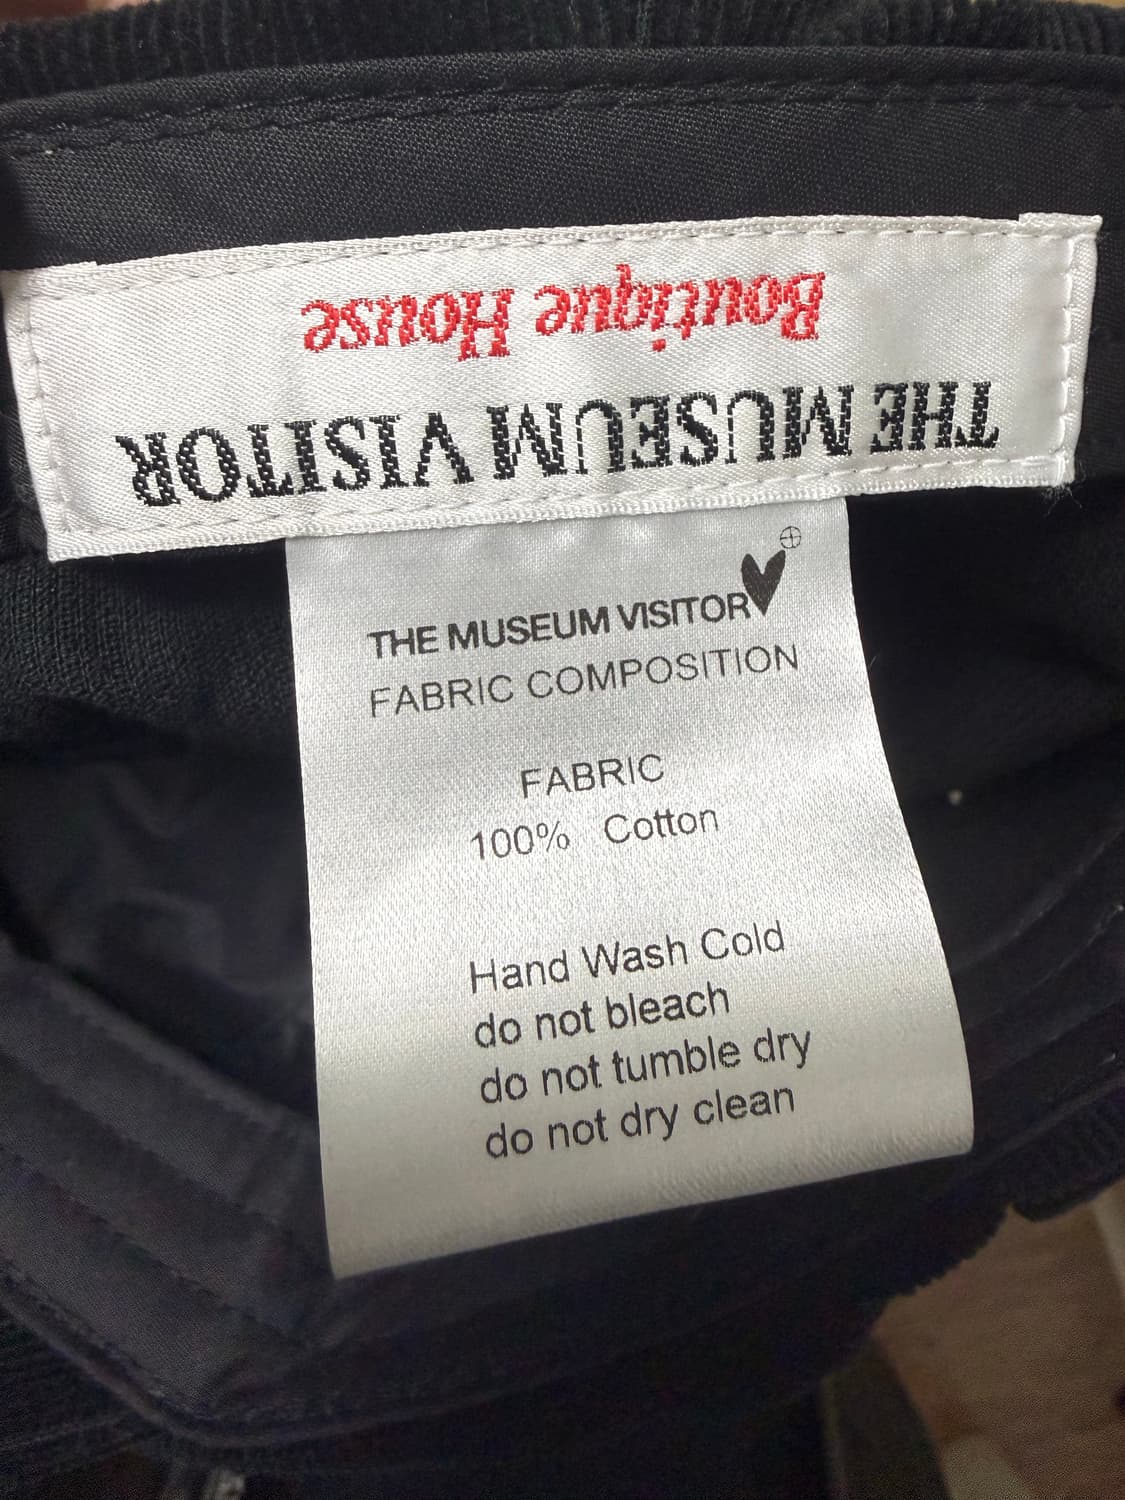 Boutique House
THE MUSEUM VISITOR
THE MUSEUM VISITOR
FABRIC COMPOSITION
FABRIC
100% Cotton
Hand Wash Cold
do not bleach
do not tumble dry
do not dry clean